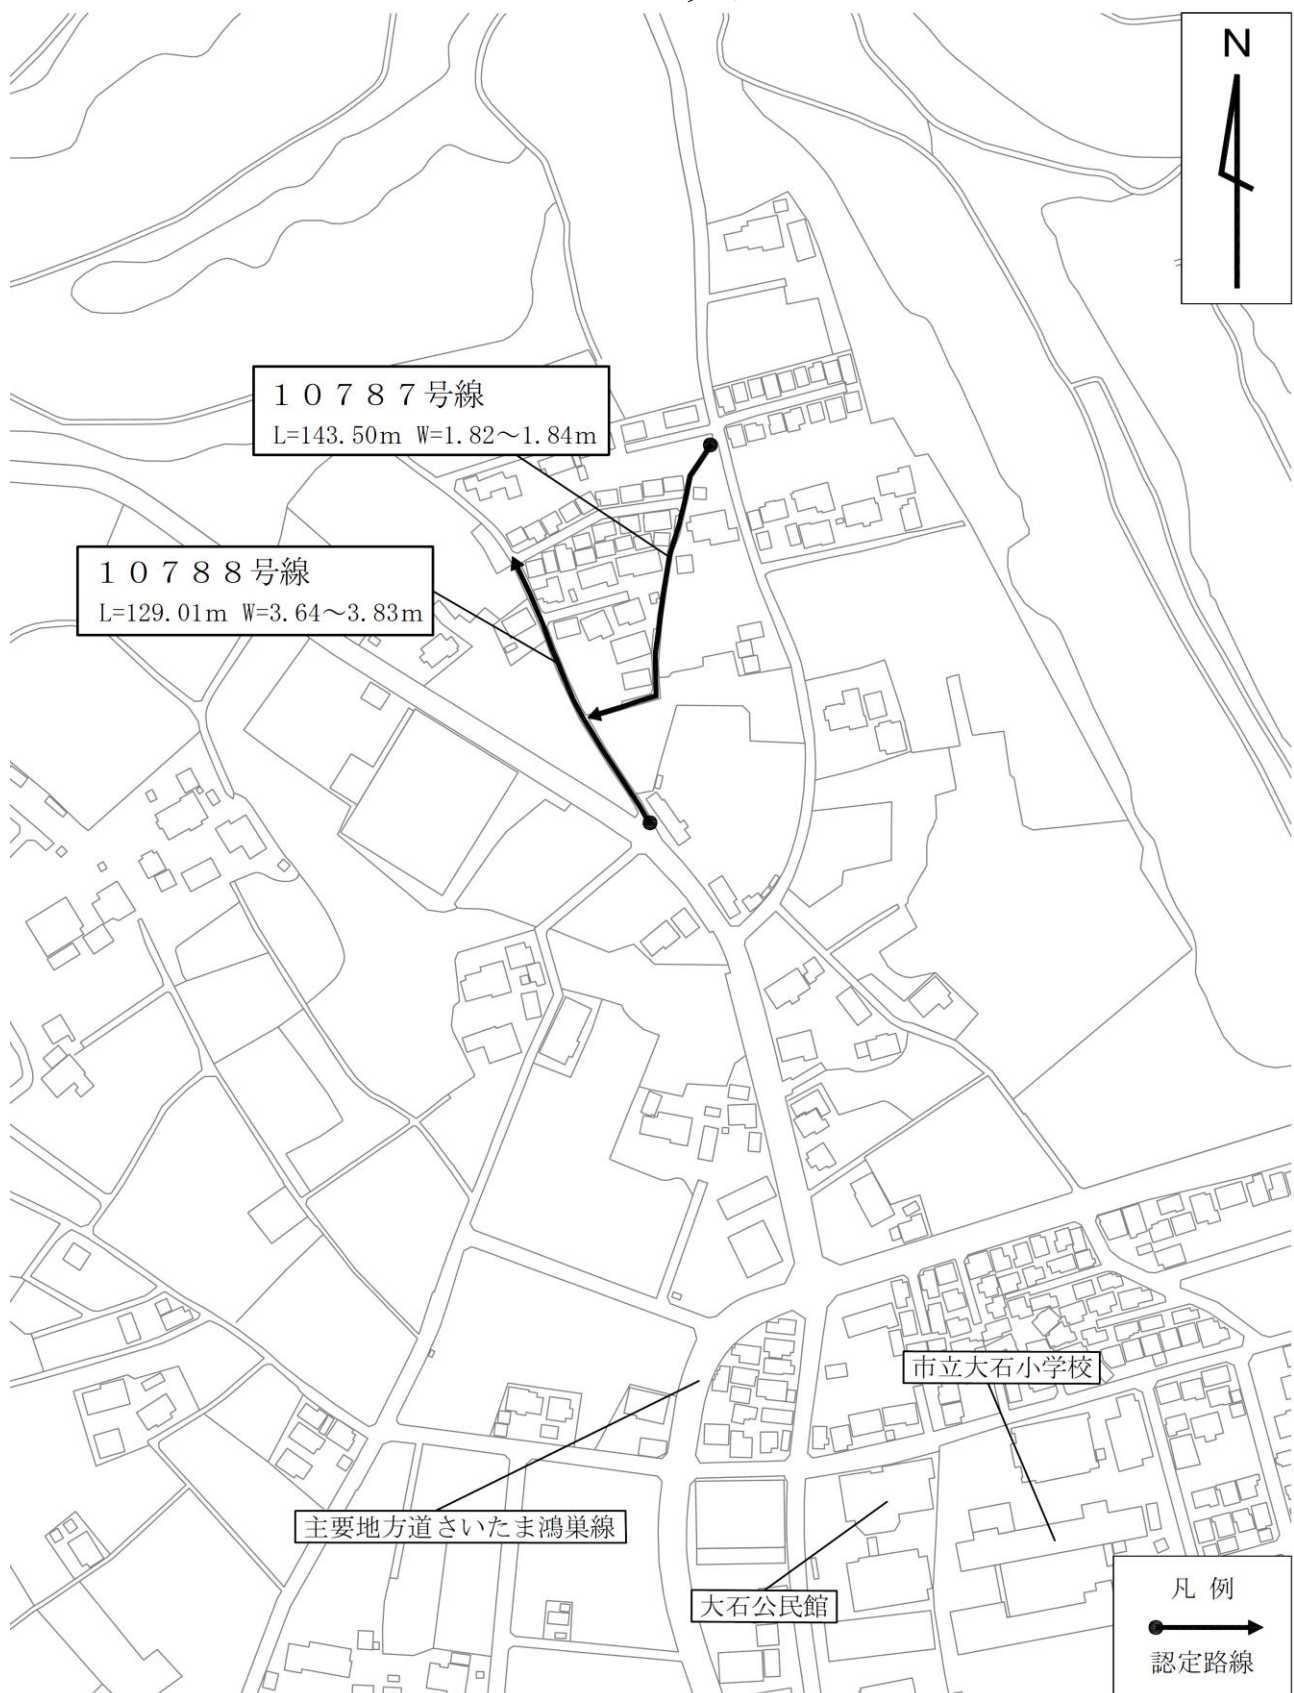 N
１０７８７号線
L=143.50m W=1.82～1.84m
１０７８８号線
L=129.01m W=3.64～3.83m
市立大石小学校
主要地方道さいたま鴻巣線
大石公民館
凡 例
認定路線